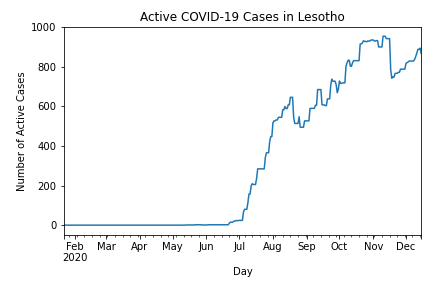 Active COVID-19 Cases in Lesotho
1000
800
600
400
200
0
Number of Active Cases
Feb Mar Apr May Jun Jul Aug Sep Oct Nov Dec
2020
Day